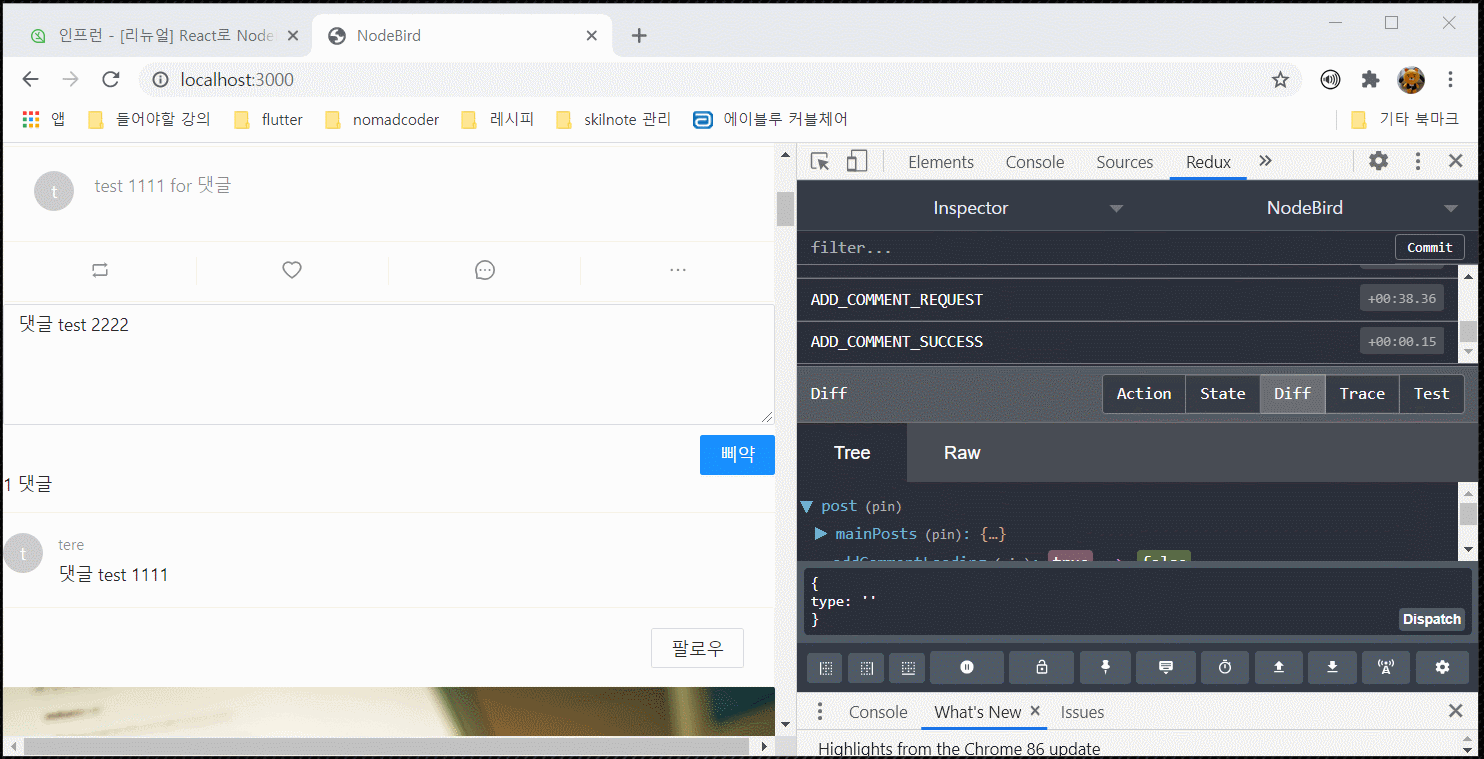 인프런 - [리뉴얼] React로 Node
NodeBird
localhost:3000
앱
들어야할 강의
flutter
nomadcoder
레시피
skilnote 관리
에이블루 커블체어
기타 북마크
t
test 1111 for 댓글
댓글 test 2222
삐약
1 댓글
t
tere
댓글 test 1111
팔로우
Elements Console Sources Redux
Inspector
NodeBird
filter...
Commit
ADD_COMMENT_REQUEST
+00:38.36
ADD_COMMENT_SUCCESS
+00:00.15
Diff
Action State Diff Trace Test
Tree Raw
post (pin)
mainPosts (pin): {…}
addCommentLoading (pin): true => false
{
type: ''
}
Dispatch
Console What's New Issues
Highlights from the Chrome 86 update